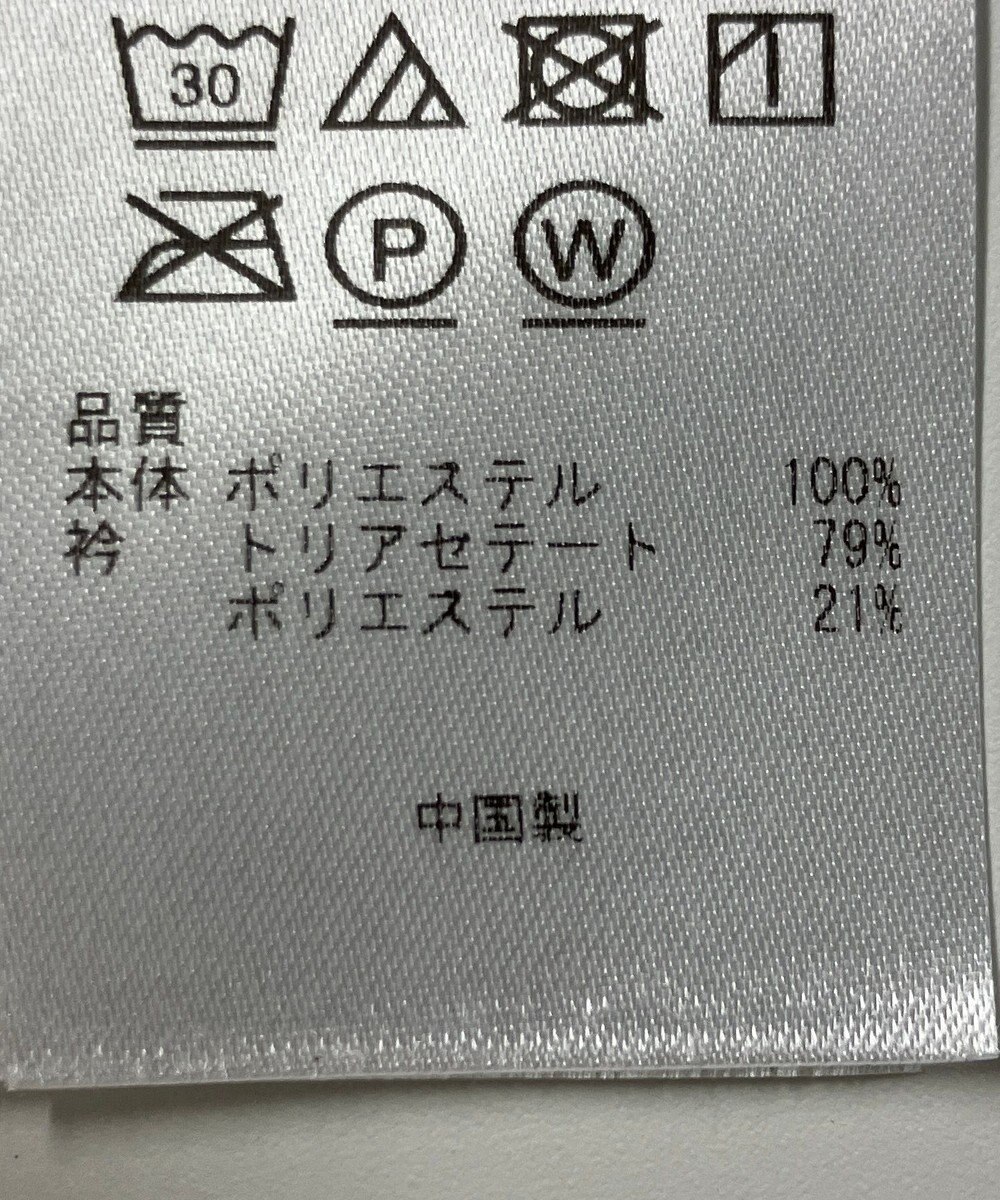 30
P W
品質
本体 ポリエステル 100%
衿 トリアセテート 79%
ポリエステル 21%
中国製